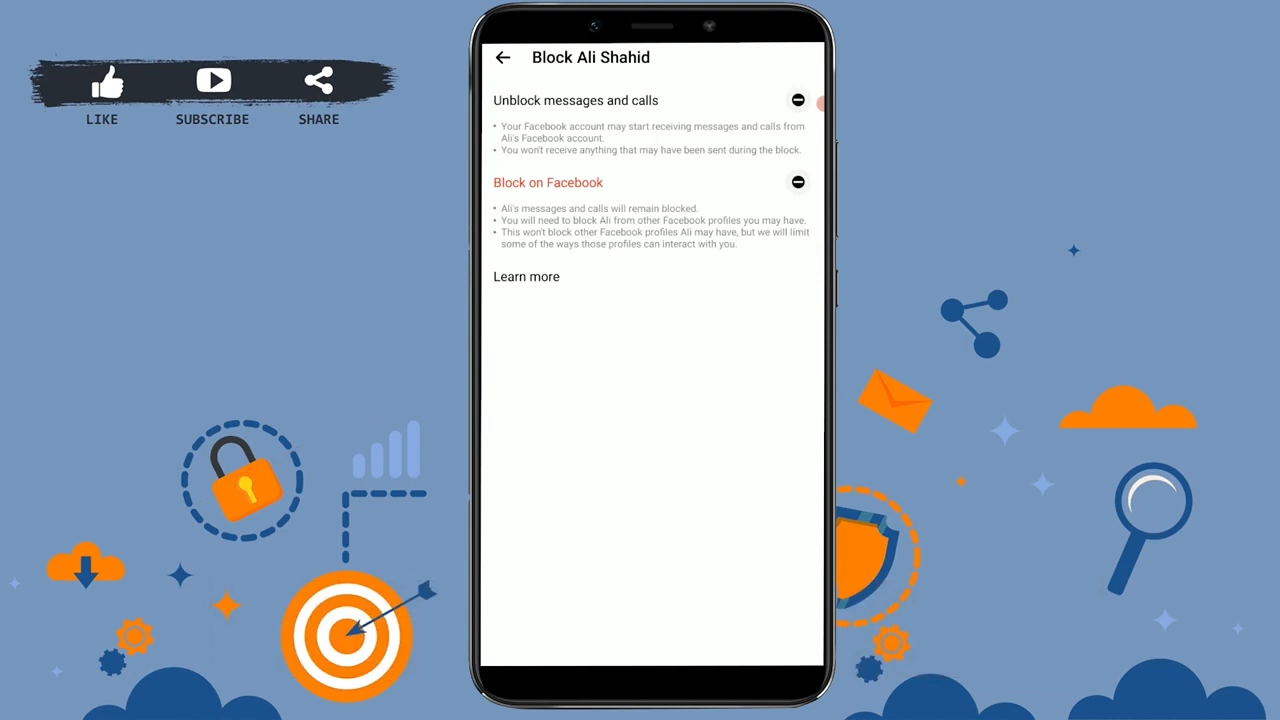 LIKE
SUBSCRIBE
SHARE
Block Ali Shahid
Unblock messages and calls
• Your Facebook account may start receiving messages and calls from
Ali's Facebook account.
• You won't receive anything that may have been sent during the block.
Block on Facebook
• Ali's messages and calls will remain blocked.
• You will need to block Ali from other Facebook profiles you may have.
• This won't block other Facebook profiles Ali may have, but we will limit
some of the ways those profiles can interact with you.
Learn more